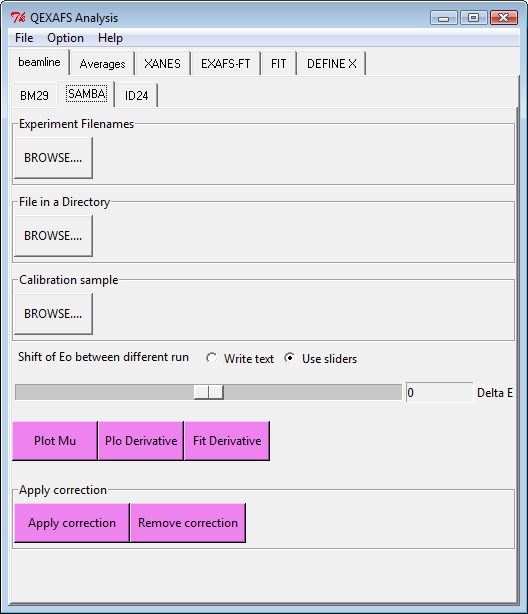 QEXAFS Analysis
File Option Help
beamline Averages XANES EXAFS-FT FIT DEFINE X
BM29 SAMBA ID24
Experiment Filenames
BROWSE....
File in a Directory
BROWSE....
Calibration sample
BROWSE....
Shift of Eo between different run Write text Use sliders
0 Delta E
Plot Mu Plo Derivative Fit Derivative
Apply correction
Apply correction Remove correction